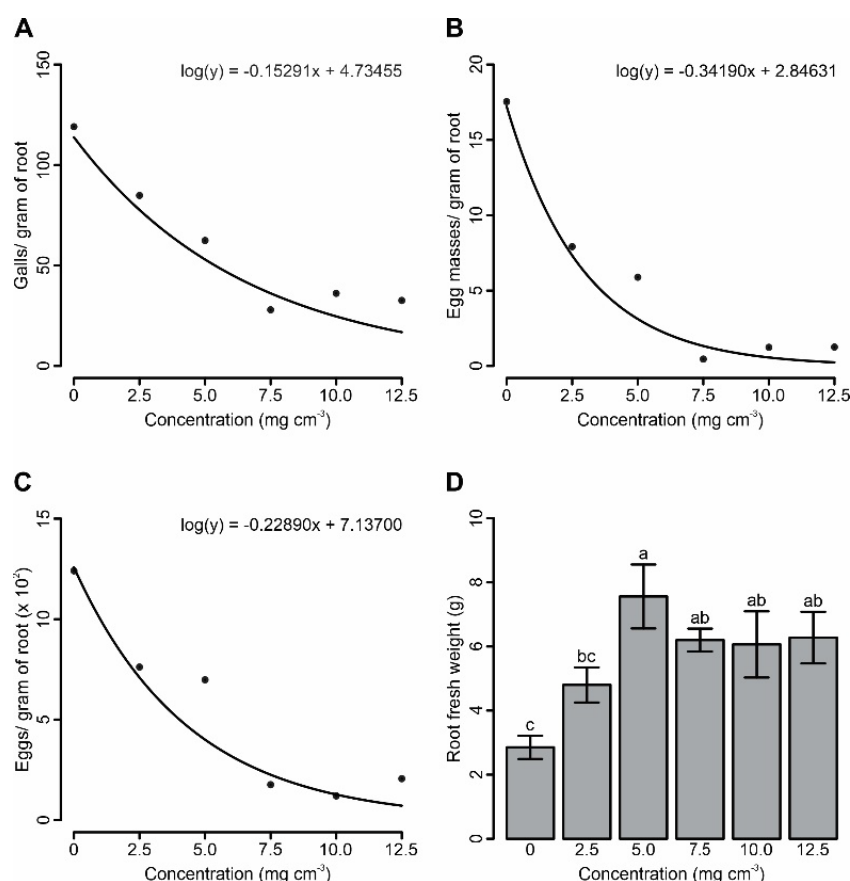 A
log(y) = -0.15291x + 4.73455
Galls/ gram of root
150
100
50
0
0 2.5 5.0 7.5 10.0 12.5
Concentration (mg cm⁻³)
B
log(y) = -0.34190x + 2.84631
Egg masses/ gram of root
20
15
10
5
0
0 2.5 5.0 7.5 10.0 12.5
Concentration (mg cm⁻³)
C
log(y) = -0.22890x + 7.13700
Eggs/ gram of root (x 10²)
15
10
5
0
0 2.5 5.0 7.5 10.0 12.5
Concentration (mg cm⁻³)
D
Root fresh weight (g)
10
8
6
4
2
0
c bc a ab ab ab
0 2.5 5.0 7.5 10.0 12.5
Concentration (mg cm⁻³)